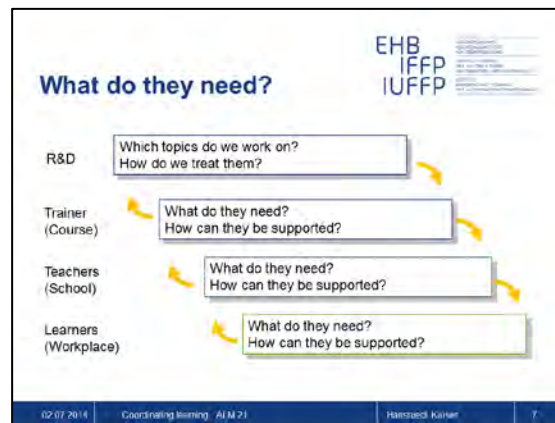 EHB
IFFP
IUFFP
What do they need?
R&D
Which topics do we work on?
How do we treat them?
Trainer
(Course)
What do they need?
How can they be supported?
Teachers
(School)
What do they need?
How can they be supported?
Learners
(Workplace)
What do they need?
How can they be supported?
02.07.2014 Coordinating learning ALM 21 Hansruedi Kaiser 7